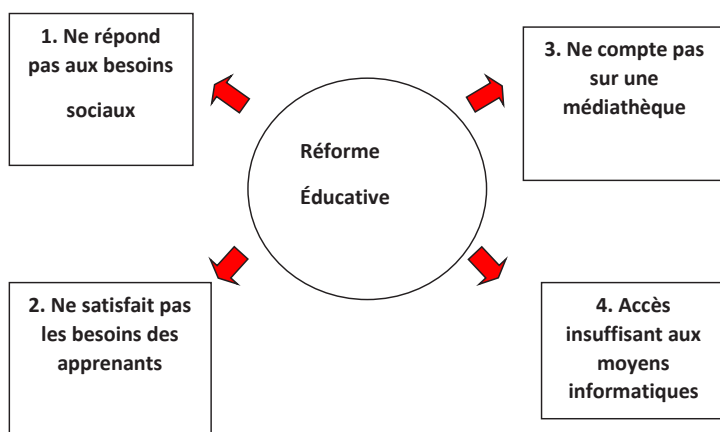 1. Ne répond
pas aux besoins
sociaux
3. Ne compte pas
sur une
médiathèque
Réforme
Éducative
2. Ne satisfait pas
les besoins des
apprenants
4. Accès
insuffisant aux
moyens
informatiques